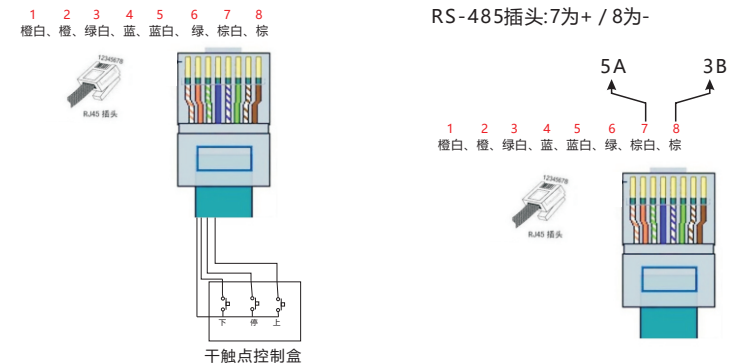 1 2 3 4 5 6 7 8
橙白、橙、绿白、蓝、蓝白、 绿、棕白、棕
12345678
RJ45 插头
下 停 上
干触点控制盒
RS-485插头:7为+ / 8为-
5A 3B
1 2 3 4 5 6 7 8
橙白、橙、绿白、蓝、蓝白、绿、棕白、棕
12345678
RJ45 插头